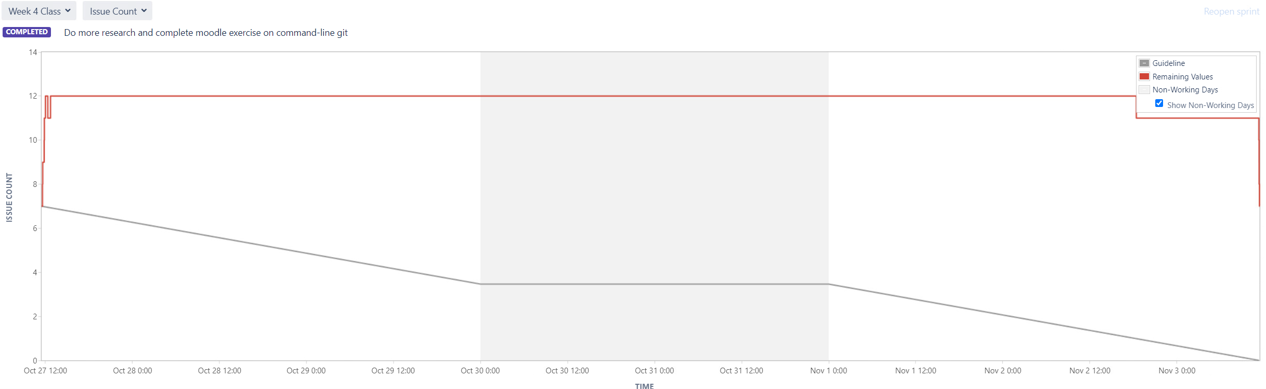 Week 4 Class Issue Count Reopen sprint
COMPLETED Do more research and complete moodle exercise on command-line git
14
12
10
8
6
4
2
0
ISSUE COUNT
Guideline
Remaining Values
Non-Working Days
Show Non-Working Days
Oct 27 12:00 Oct 28 0:00 Oct 28 12:00 Oct 29 0:00 Oct 29 12:00 Oct 30 0:00 Oct 30 12:00 Oct 31 0:00 Oct 31 12:00 Nov 1 0:00 Nov 1 12:00 Nov 2 0:00 Nov 2 12:00 Nov 3 0:00
TIME